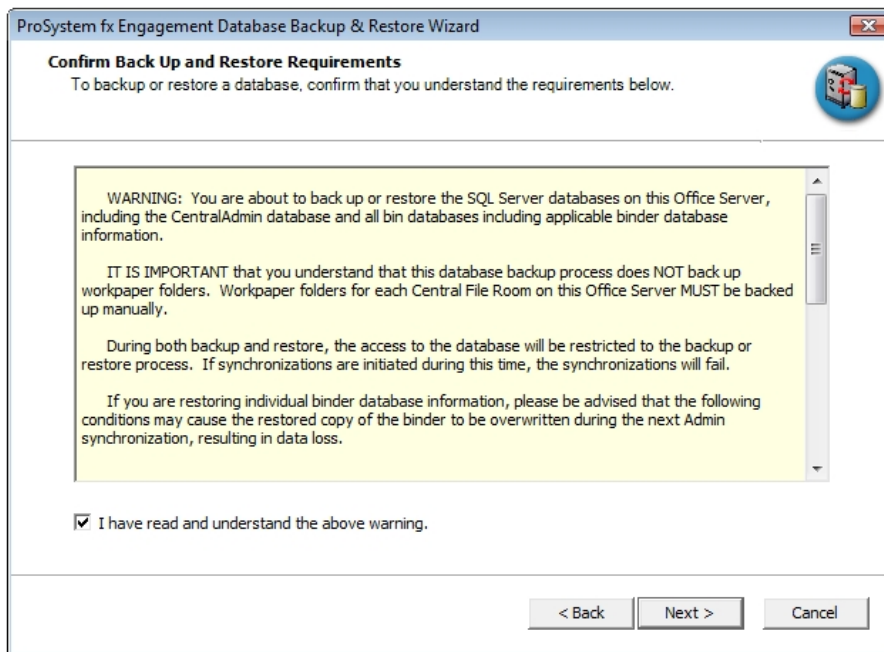 ProSystem fx Engagement Database Backup & Restore Wizard
Confirm Back Up and Restore Requirements
To backup or restore a database, confirm that you understand the requirements below.
WARNING: You are about to back up or restore the SQL Server databases on this Office Server,
including the CentralAdmin database and all bin databases including applicable binder database
information.
IT IS IMPORTANT that you understand that this database backup process does NOT back up
workpaper folders. Workpaper folders for each Central File Room on this Office Server MUST be backed
up manually.
During both backup and restore, the access to the database will be restricted to the backup or
restore process. If synchronizations are initiated during this time, the synchronizations will fail.
If you are restoring individual binder database information, please be advised that the following
conditions may cause the restored copy of the binder to be overwritten during the next Admin
synchronization, resulting in data loss.
I have read and understand the above warning.
< Back Next > Cancel